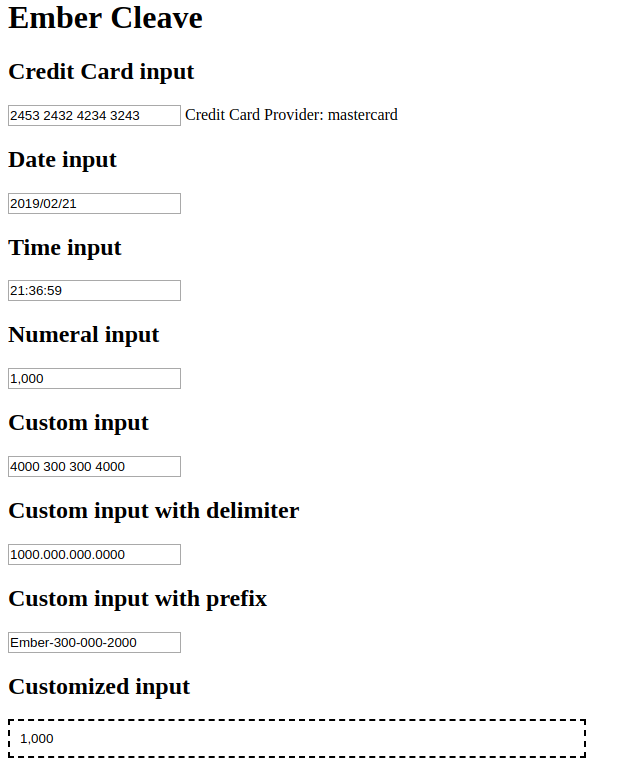 Ember Cleave
Credit Card input
2453 2432 4234 3243 Credit Card Provider: mastercard
Date input
2019/02/21
Time input
21:36:59
Numeral input
1,000
Custom input
4000 300 300 4000
Custom input with delimiter
1000.000.000.0000
Custom input with prefix
Ember-300-000-2000
Customized input
1,000